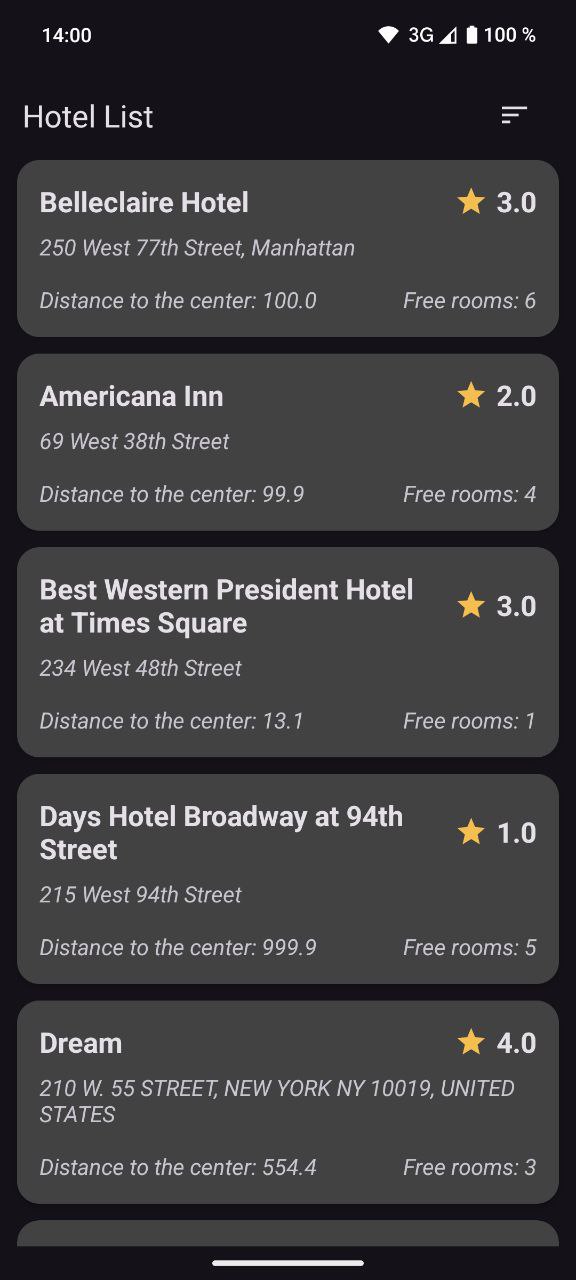 14:00 3G 100 %
Hotel List
Belleclaire Hotel 3.0
250 West 77th Street, Manhattan
Distance to the center: 100.0 Free rooms: 6
Americana Inn 2.0
69 West 38th Street
Distance to the center: 99.9 Free rooms: 4
Best Western President Hotel
at Times Square 3.0
234 West 48th Street
Distance to the center: 13.1 Free rooms: 1
Days Hotel Broadway at 94th
Street 1.0
215 West 94th Street
Distance to the center: 999.9 Free rooms: 5
Dream 4.0
210 W. 55 STREET, NEW YORK NY 10019, UNITED
STATES
Distance to the center: 554.4 Free rooms: 3